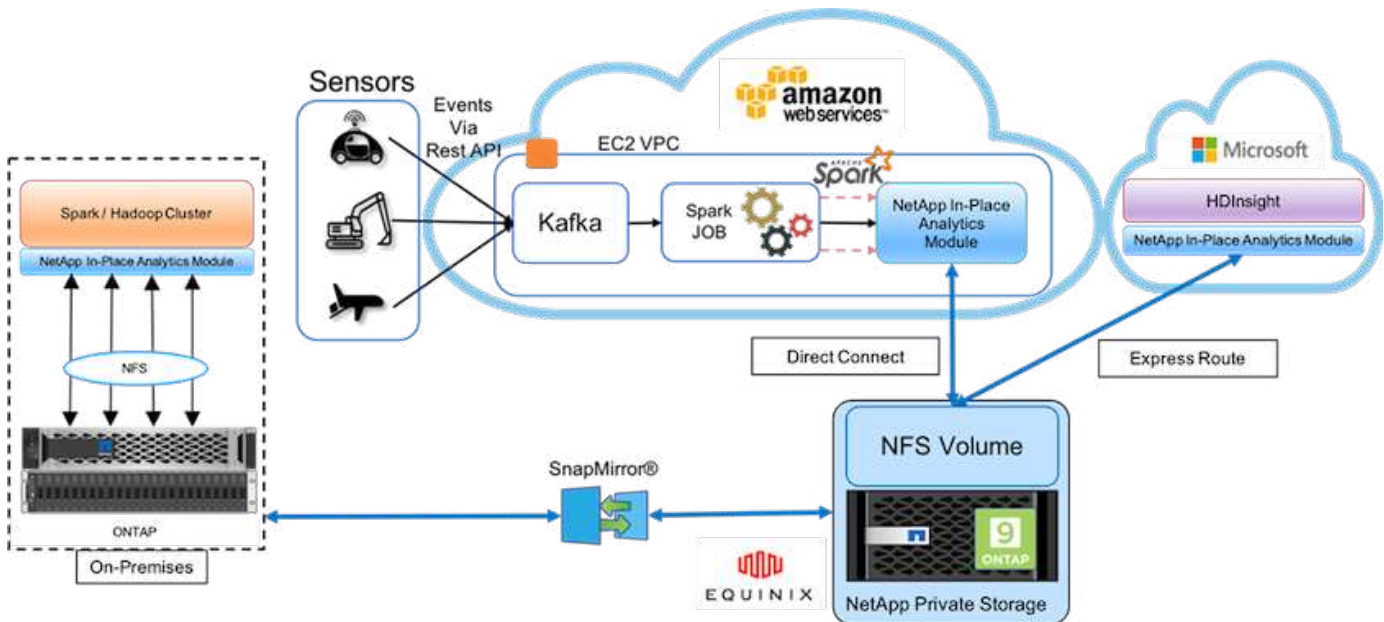 Sensors
Events
Via
Rest API
amazon
webservices™
EC2 VPC
APACHE
Spark
Kafka
Spark
JOB
NetApp In-Place
Analytics
Module
Microsoft
HDInsight
NetApp In-Place Analytics Module
Spark / Hadoop Cluster
NetApp In-Place Analytics Module
NFS
ONTAP
On-Premises
Direct Connect
Express Route
SnapMirror®
EQUINIX
NFS Volume
9
ONTAP
NetApp Private Storage